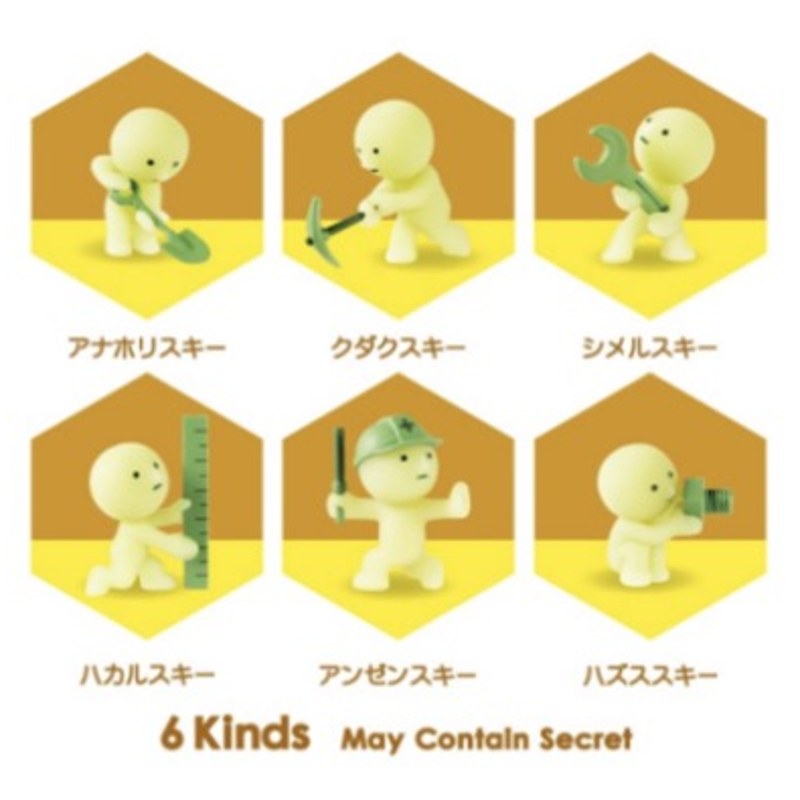 アナホリスキー
クダクスキー
シメルスキー
ハカルスキー
アンゼンスキー
ハズススキー
6 Kinds May Contain Secret